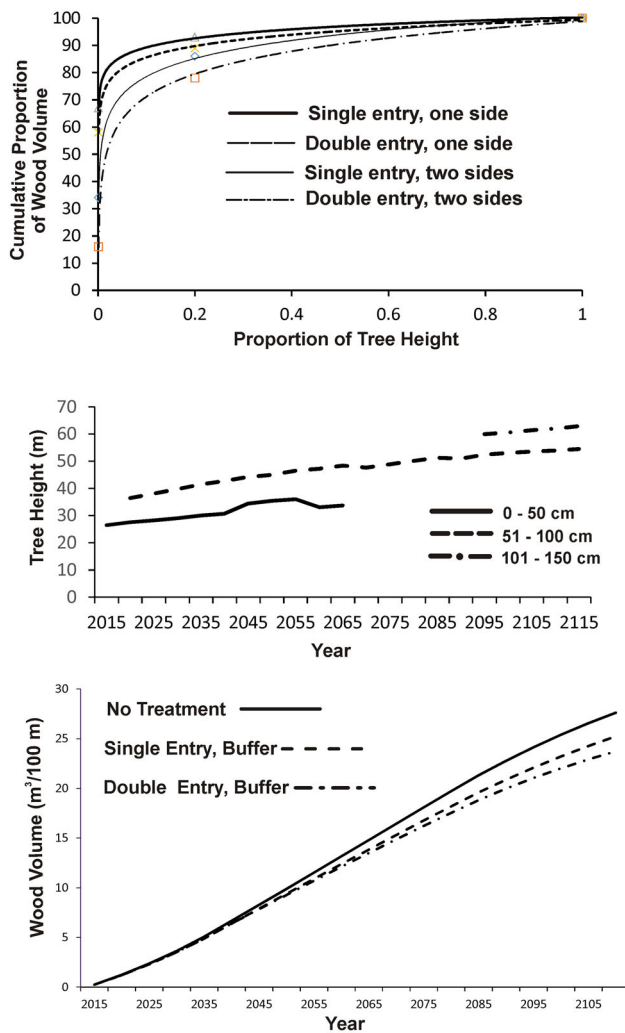 100
90
80
70
60
50
40
30
20
10
0
Cumulative Proportion
of Wood Volume
Single entry, one side
Double entry, one side
Single entry, two sides
Double entry, two sides
0 0.2 0.4 0.6 0.8 1
Proportion of Tree Height
70
60
50
40
30
20
10
0
Tree Height (m)
0 - 50 cm
51 - 100 cm
101 - 150 cm
2015 2025 2035 2045 2055 2065 2075 2085 2095 2105 2115
Year
30
25
20
15
10
5
0
Wood Volume (m³/100 m)
No Treatment
Single Entry, Buffer
Double Entry, Buffer
2015 2025 2035 2045 2055 2065 2075 2085 2095 2105
Year